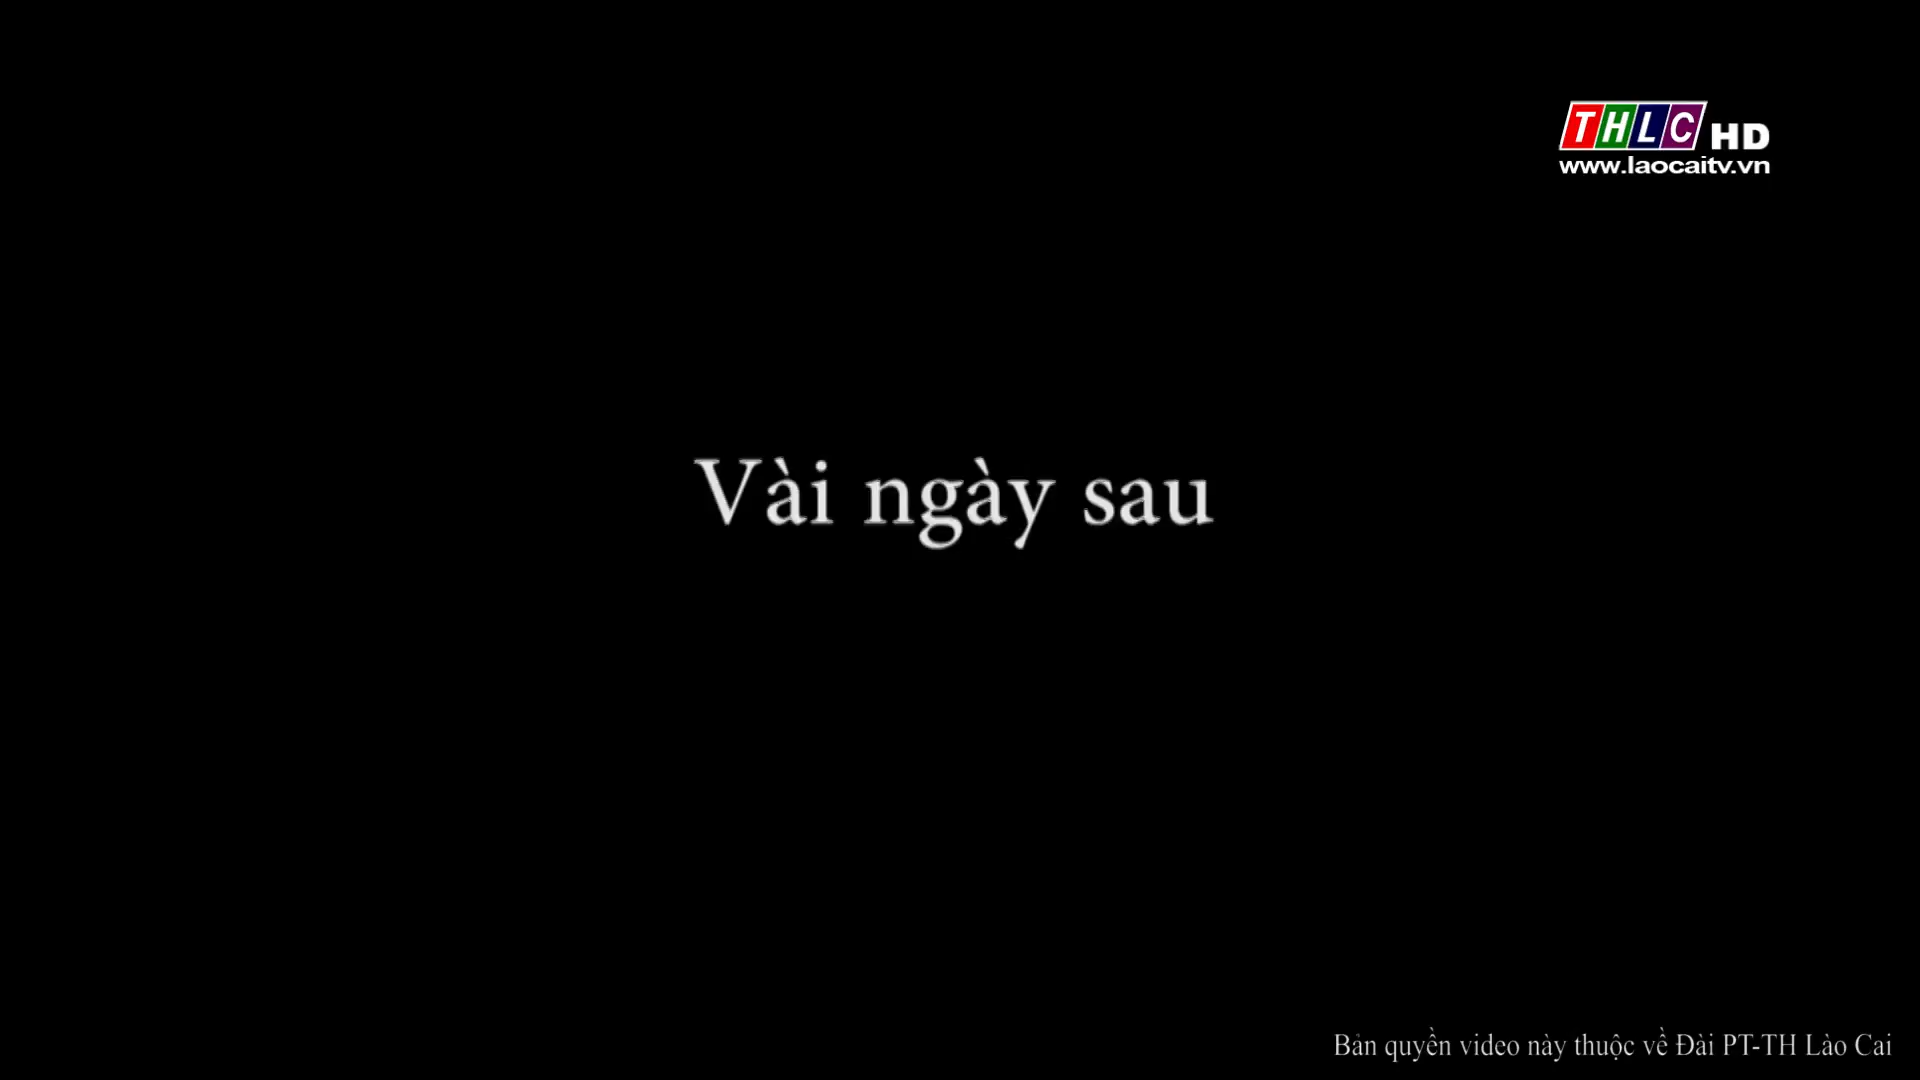 THLC HD
www.laocaitv.vn
Vài ngày sau
Bản quyền video này thuộc về Đài PT-TH Lào Cai